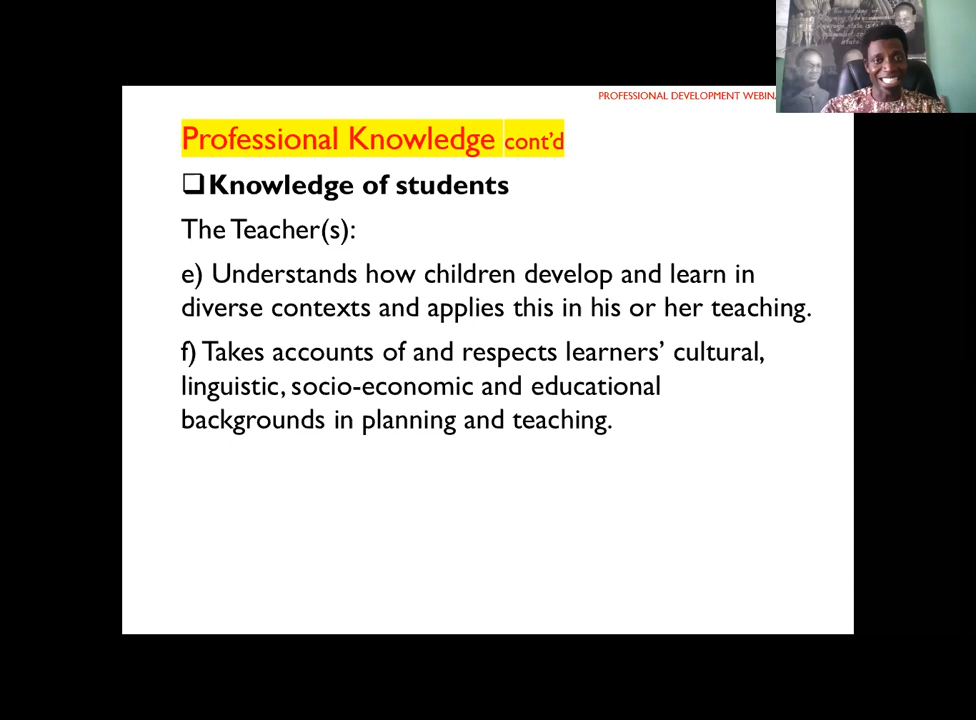 PROFESSIONAL DEVELOPMENT
Professional Knowledge cont'd
❑Knowledge of students
The Teacher(s):
e) Understands how children develop and learn in
diverse contexts and applies this in his or her teaching.
f) Takes accounts of and respects learners' cultural,
linguistic, socio-economic and educational
backgrounds in planning and teaching.